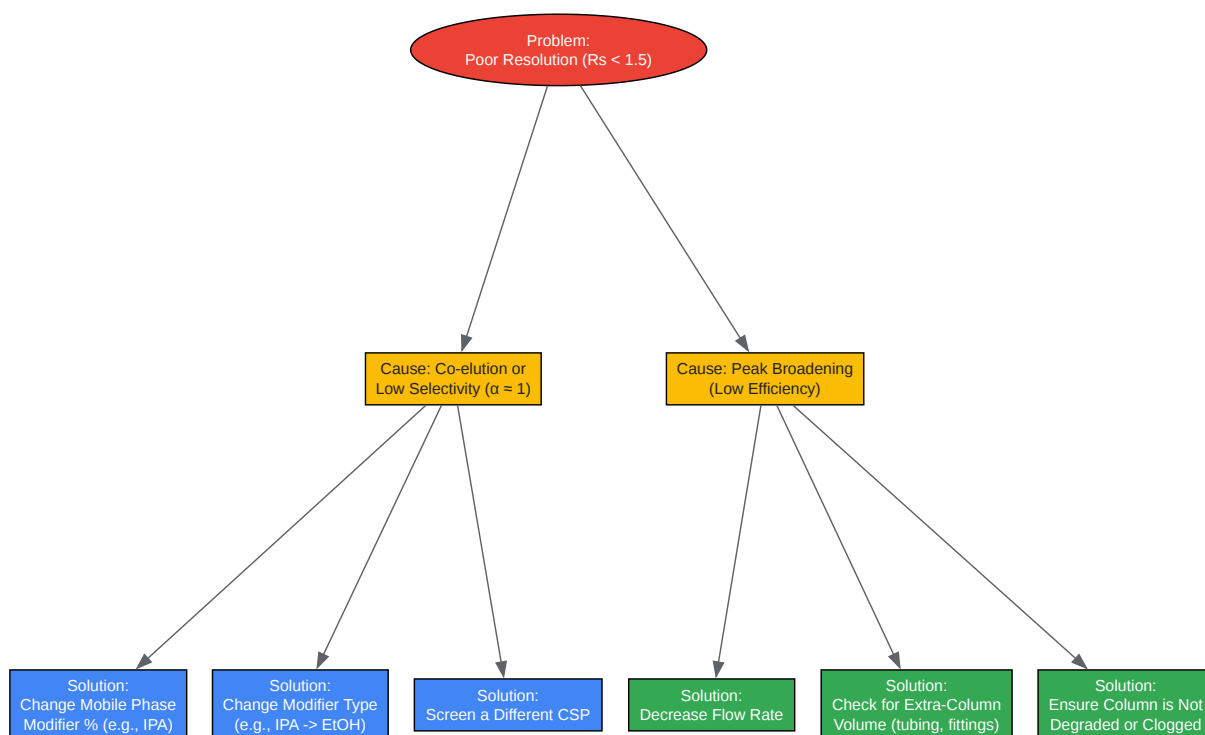 Problem:
Poor Resolution (Rs < 1.5)
Cause: Co-elution or
Low Selectivity (α ≈ 1)
Cause: Peak Broadening
(Low Efficiency)
Solution:
Change Mobile Phase
Modifier % (e.g., IPA)
Solution:
Change Modifier Type
(e.g., IPA -> EtOH)
Solution:
Screen a Different CSP
Solution:
Decrease Flow Rate
Solution:
Check for Extra-Column
Volume (tubing, fittings)
Solution:
Ensure Column is Not
Degraded or Clogged